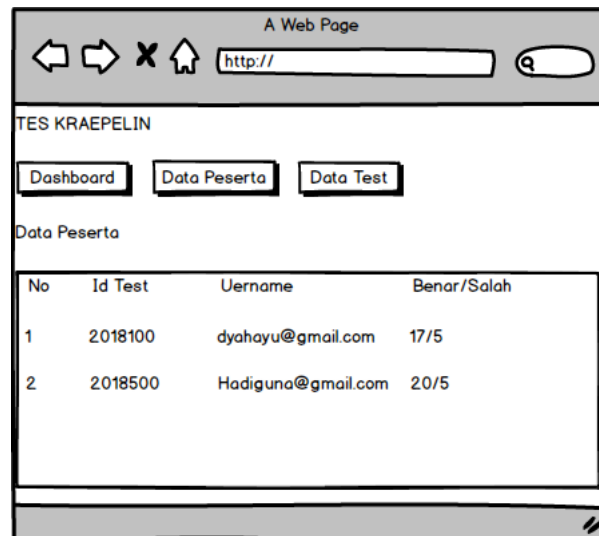 A Web Page
http://
TES KRAEPELIN
Dashboard Data Peserta Data Test
Data Peserta
No Id Test Uername Benar/Salah
1 2018100 dyahayu@gmail.com 17/5
2 2018500 Hadiguna@gmail.com 20/5